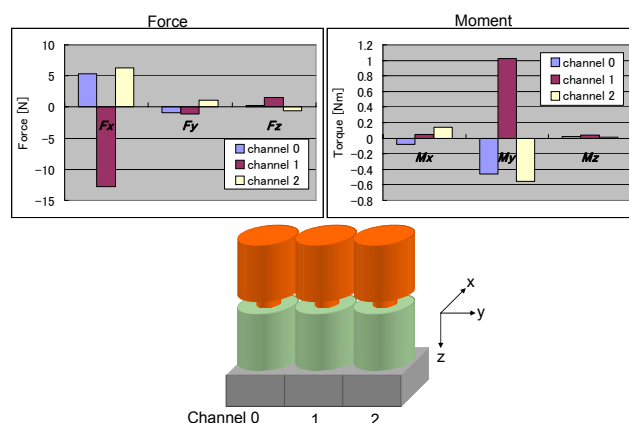 Force
10
5
0
-5
-10
-15
Force [N]
Fx
Fy
Fz
channel 0
channel 1
channel 2
Moment
1.2
1
0.8
0.6
0.4
0.2
0
-0.2
-0.4
-0.6
-0.8
Torque [Nm]
Mx
My
Mz
channel 0
channel 1
channel 2
x
y
z
Channel 0 1 2